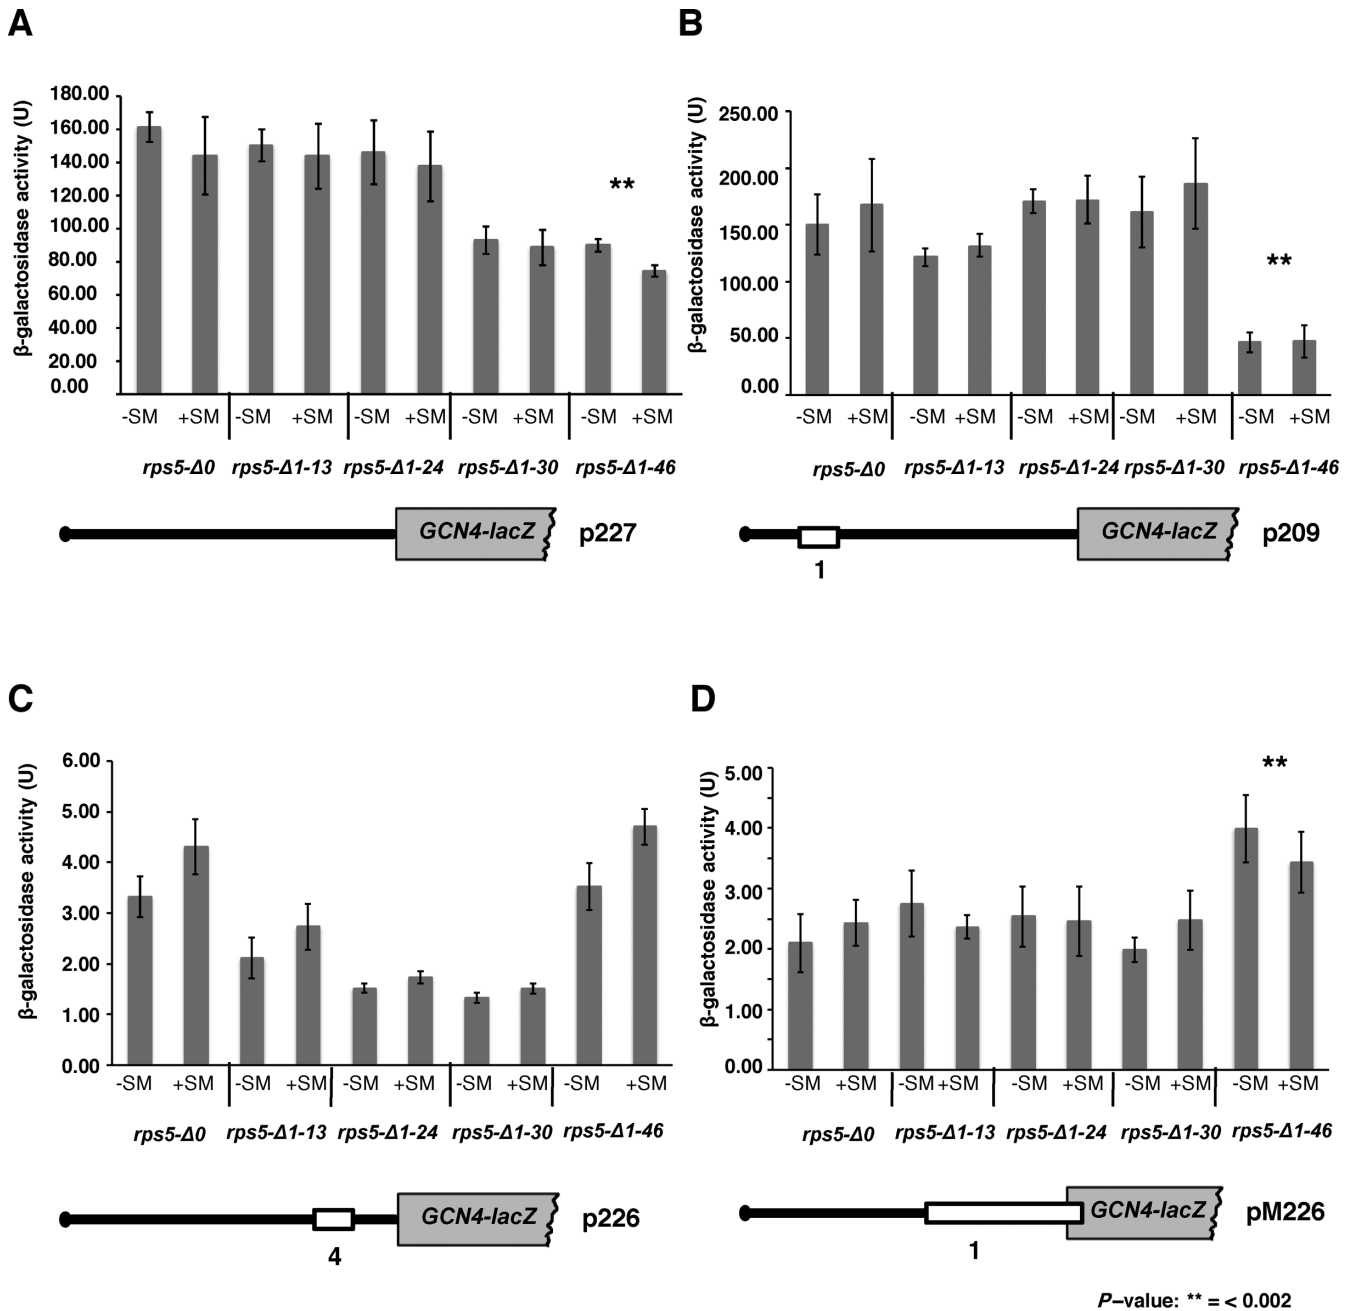 A
β-galactosidase activity (U)
180.00
160.00
140.00
120.00
100.00
80.00
60.00
40.00
20.00
0.00
**
-SM +SM -SM +SM -SM +SM -SM +SM -SM +SM
rps5-Δ0 rps5-Δ1-13 rps5-Δ1-24 rps5-Δ1-30 rps5-Δ1-46
GCN4-lacZ p227
B
β-galactosidase activity (U)
250.00
200.00
150.00
100.00
50.00
0.00
**
-SM +SM -SM +SM -SM +SM -SM +SM -SM +SM
rps5-Δ0 rps5-Δ1-13 rps5-Δ1-24 rps5-Δ1-30 rps5-Δ1-46
GCN4-lacZ p209
1
C
β-galactosidase activity (U)
6.00
5.00
4.00
3.00
2.00
1.00
0.00
-SM +SM -SM +SM -SM +SM -SM +SM -SM +SM
rps5-Δ0 rps5-Δ1-13 rps5-Δ1-24 rps5-Δ1-30 rps5-Δ1-46
GCN4-lacZ p226
4
D
β-galactosidase activity (U)
5.00
4.00
3.00
2.00
1.00
0.00
**
-SM +SM -SM +SM -SM +SM -SM +SM -SM +SM
rps5-Δ0 rps5-Δ1-13 rps5-Δ1-24 rps5-Δ1-30 rps5-Δ1-46
GCN4-lacZ pM226
1
P–value: ** = < 0.002